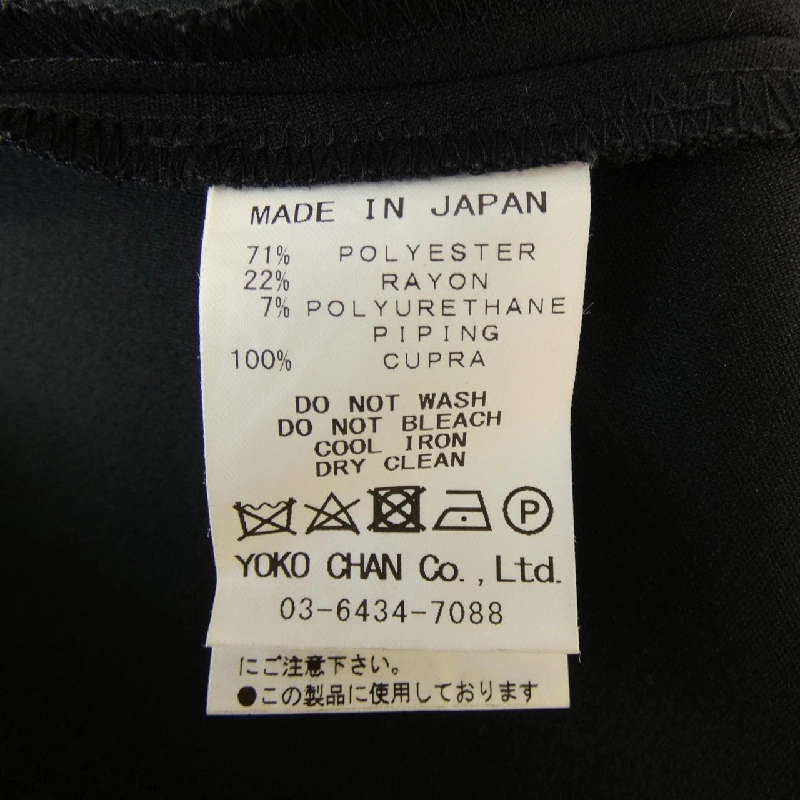 MADE IN JAPAN
71% POLYESTER
22% RAYON
7% POLYURETHANE
PIPING
100% CUPRA
DO NOT WASH
DO NOT BLEACH
COOL IRON
DRY CLEAN
P
YOKO CHAN Co., Ltd.
03-6434-7088
にご注意下さい。
●この製品に使用しております